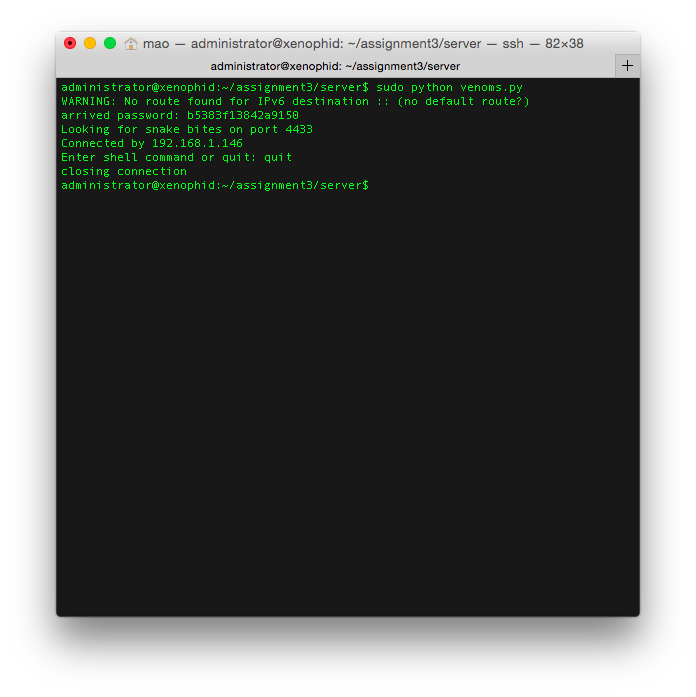 mao — administrator@xenophid: ~/assignment3/server — ssh — 82×38
administrator@xenophid: ~/assignment3/server
+
administrator@xenophid:~/assignment3/server$ sudo python venoms.py
WARNING: No route found for IPv6 destination :: (no default route?)
arrived password: b5383f13842a9150
Looking for snake bites on port 4433
Connected by 192.168.1.146
Enter shell command or quit: quit
closing connection
administrator@xenophid:~/assignment3/server$